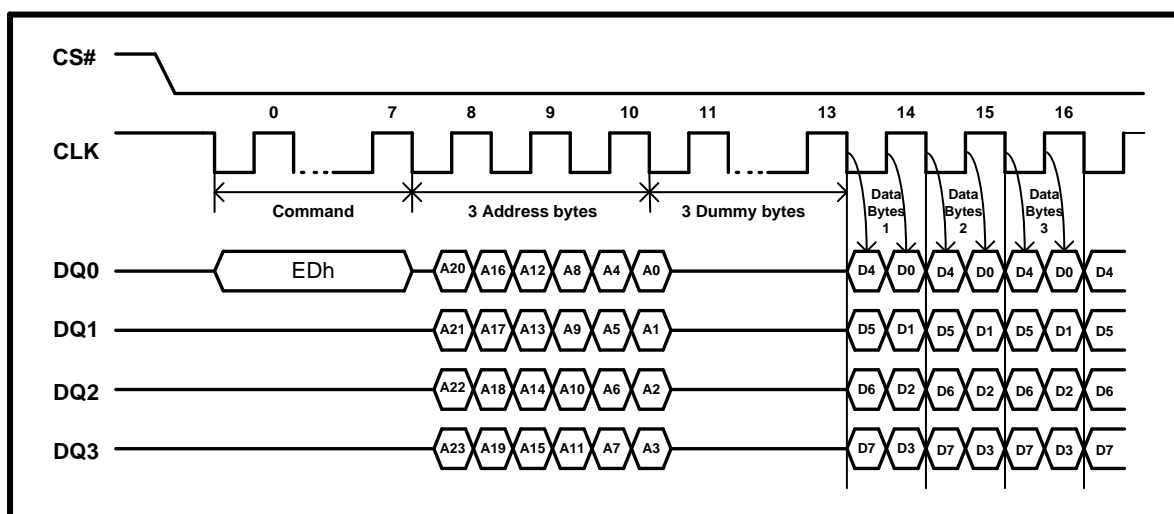 CS#
0 7 8 9 10 11 13 14 15 16
CLK
Command 3 Address bytes 3 Dummy bytes
Data Bytes 1
Data Bytes 2
Data Bytes 3
DQ0 EDh A20 A16 A12 A8 A4 A0 D4 D0 D4 D0 D4 D0 D4
DQ1 A21 A17 A13 A9 A5 A1 D5 D1 D5 D1 D5 D1 D5
DQ2 A22 A18 A14 A10 A6 A2 D6 D2 D6 D2 D6 D2 D6
DQ3 A23 A19 A15 A11 A7 A3 D7 D3 D7 D3 D7 D3 D7